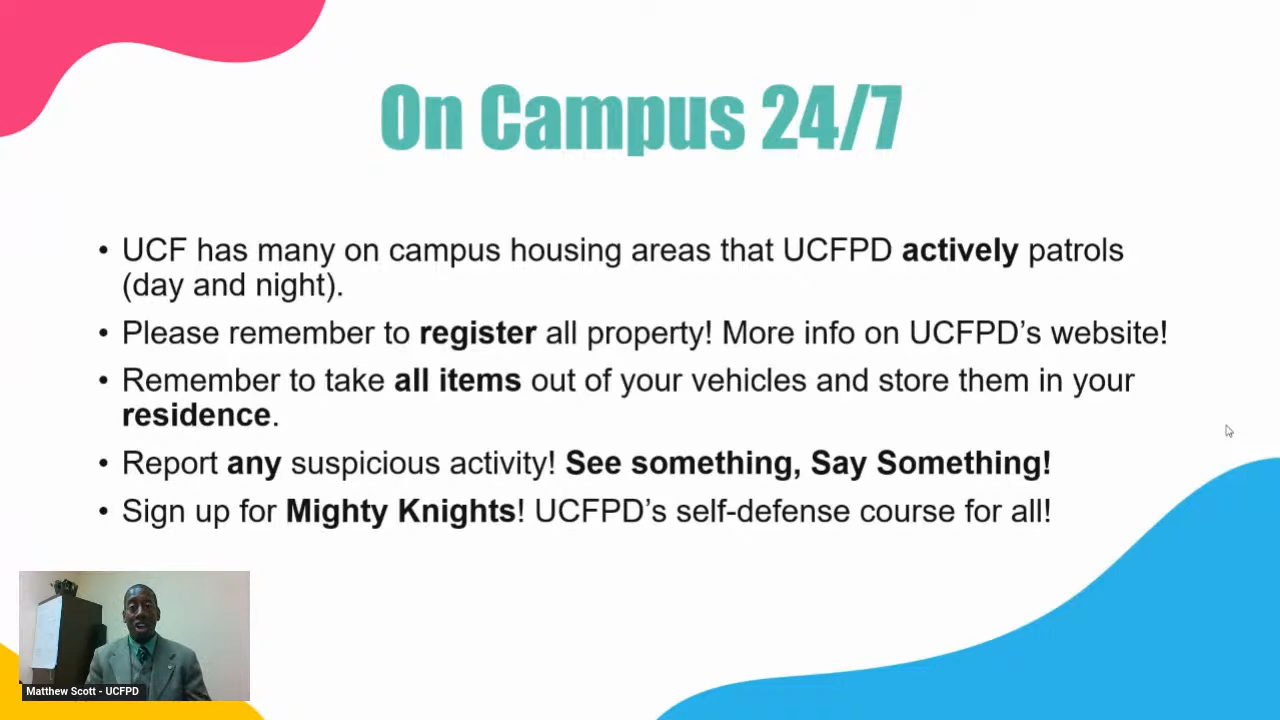 On Campus 24/7
• UCF has many on campus housing areas that UCFPD actively patrols
(day and night).
• Please remember to register all property! More info on UCFPD’s website!
• Remember to take all items out of your vehicles and store them in your
residence.
• Report any suspicious activity! See something, Say Something!
• Sign up for Mighty Knights! UCFPD’s self-defense course for all!
Matthew Scott - UCFPD